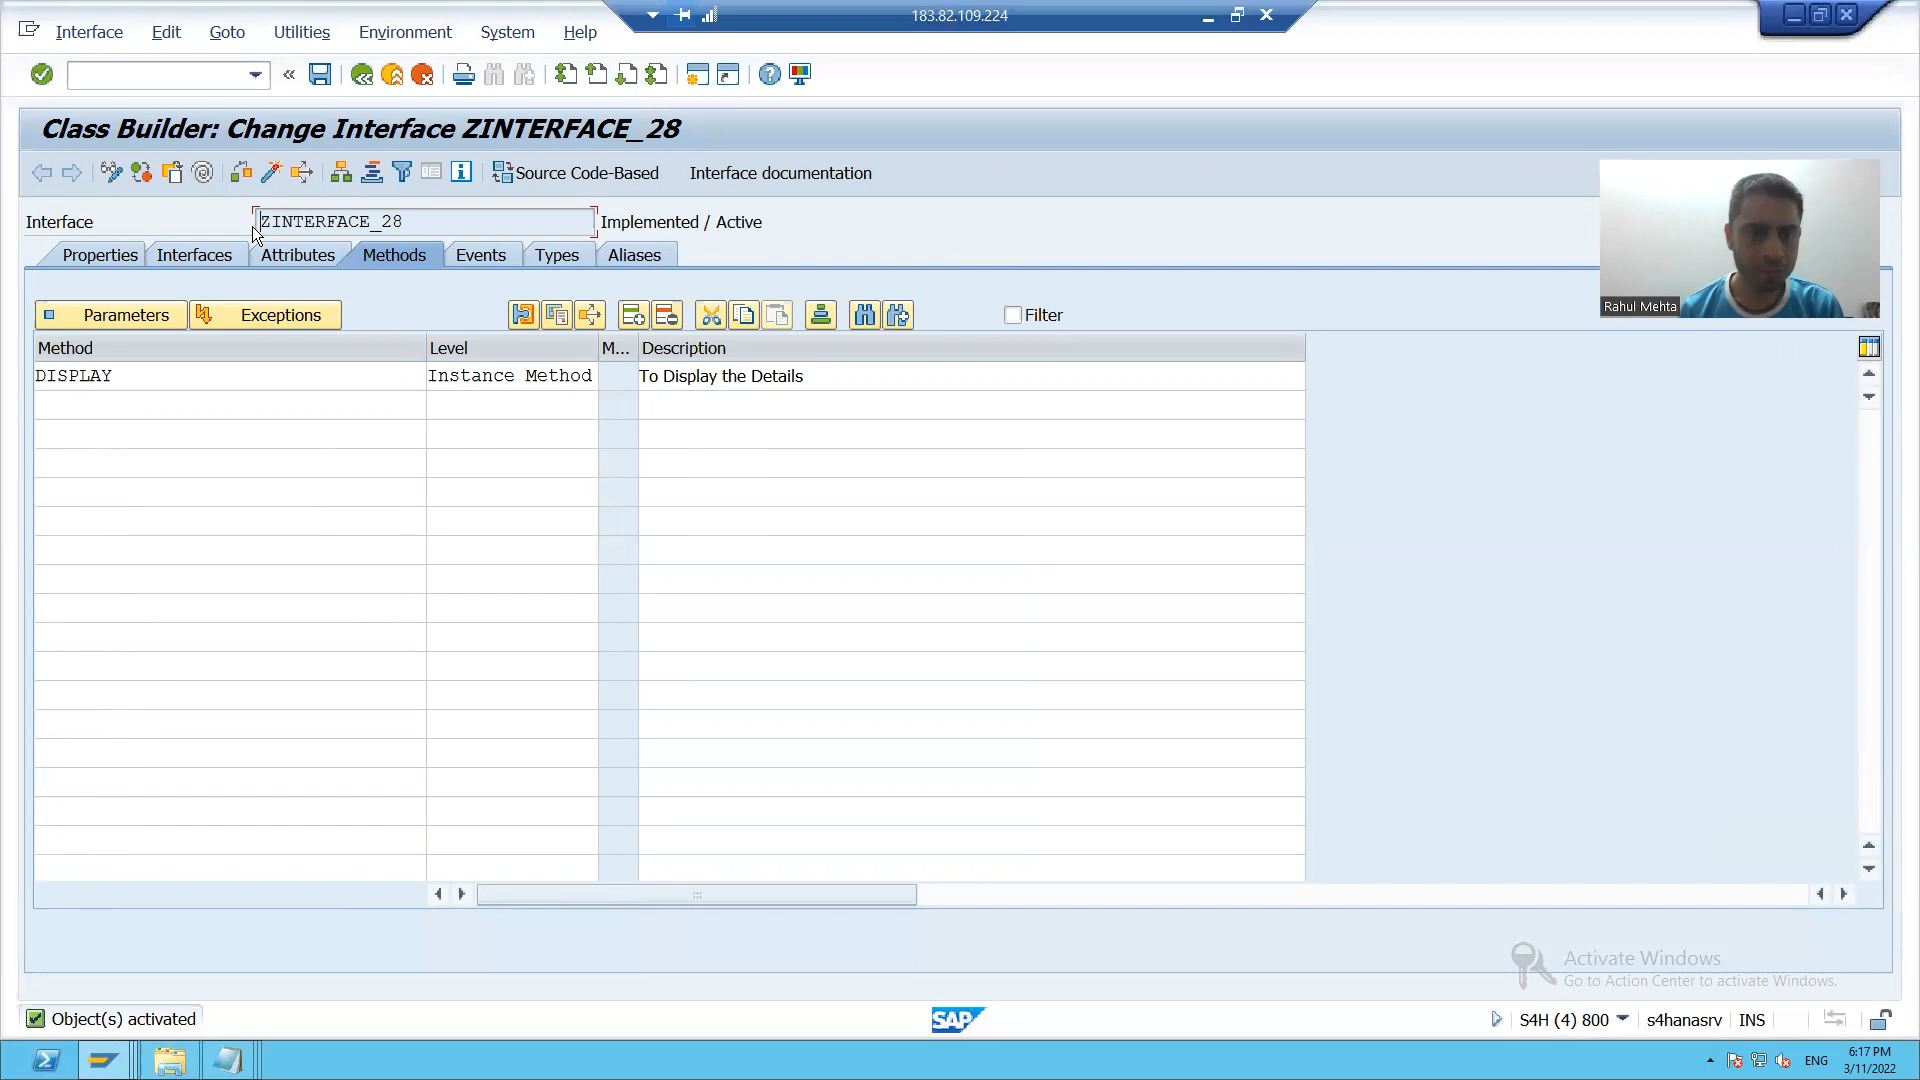 183.82.109.224
Interface Edit Goto Utilities Environment System Help
Class Builder: Change Interface ZINTERFACE_28
Source Code-Based Interface documentation
Interface ZINTERFACE_28 Implemented / Active
Properties Interfaces Attributes Methods Events Types Aliases
Parameters Exceptions Filter
Method Level M... Description
DISPLAY Instance Method To Display the Details
Rahul Mehta
Activate Windows
Go to Action Center to activate Windows.
Object(s) activated SAP S4H (4) 800 s4hanasrv INS
ENG 6:17 PM
3/11/2022